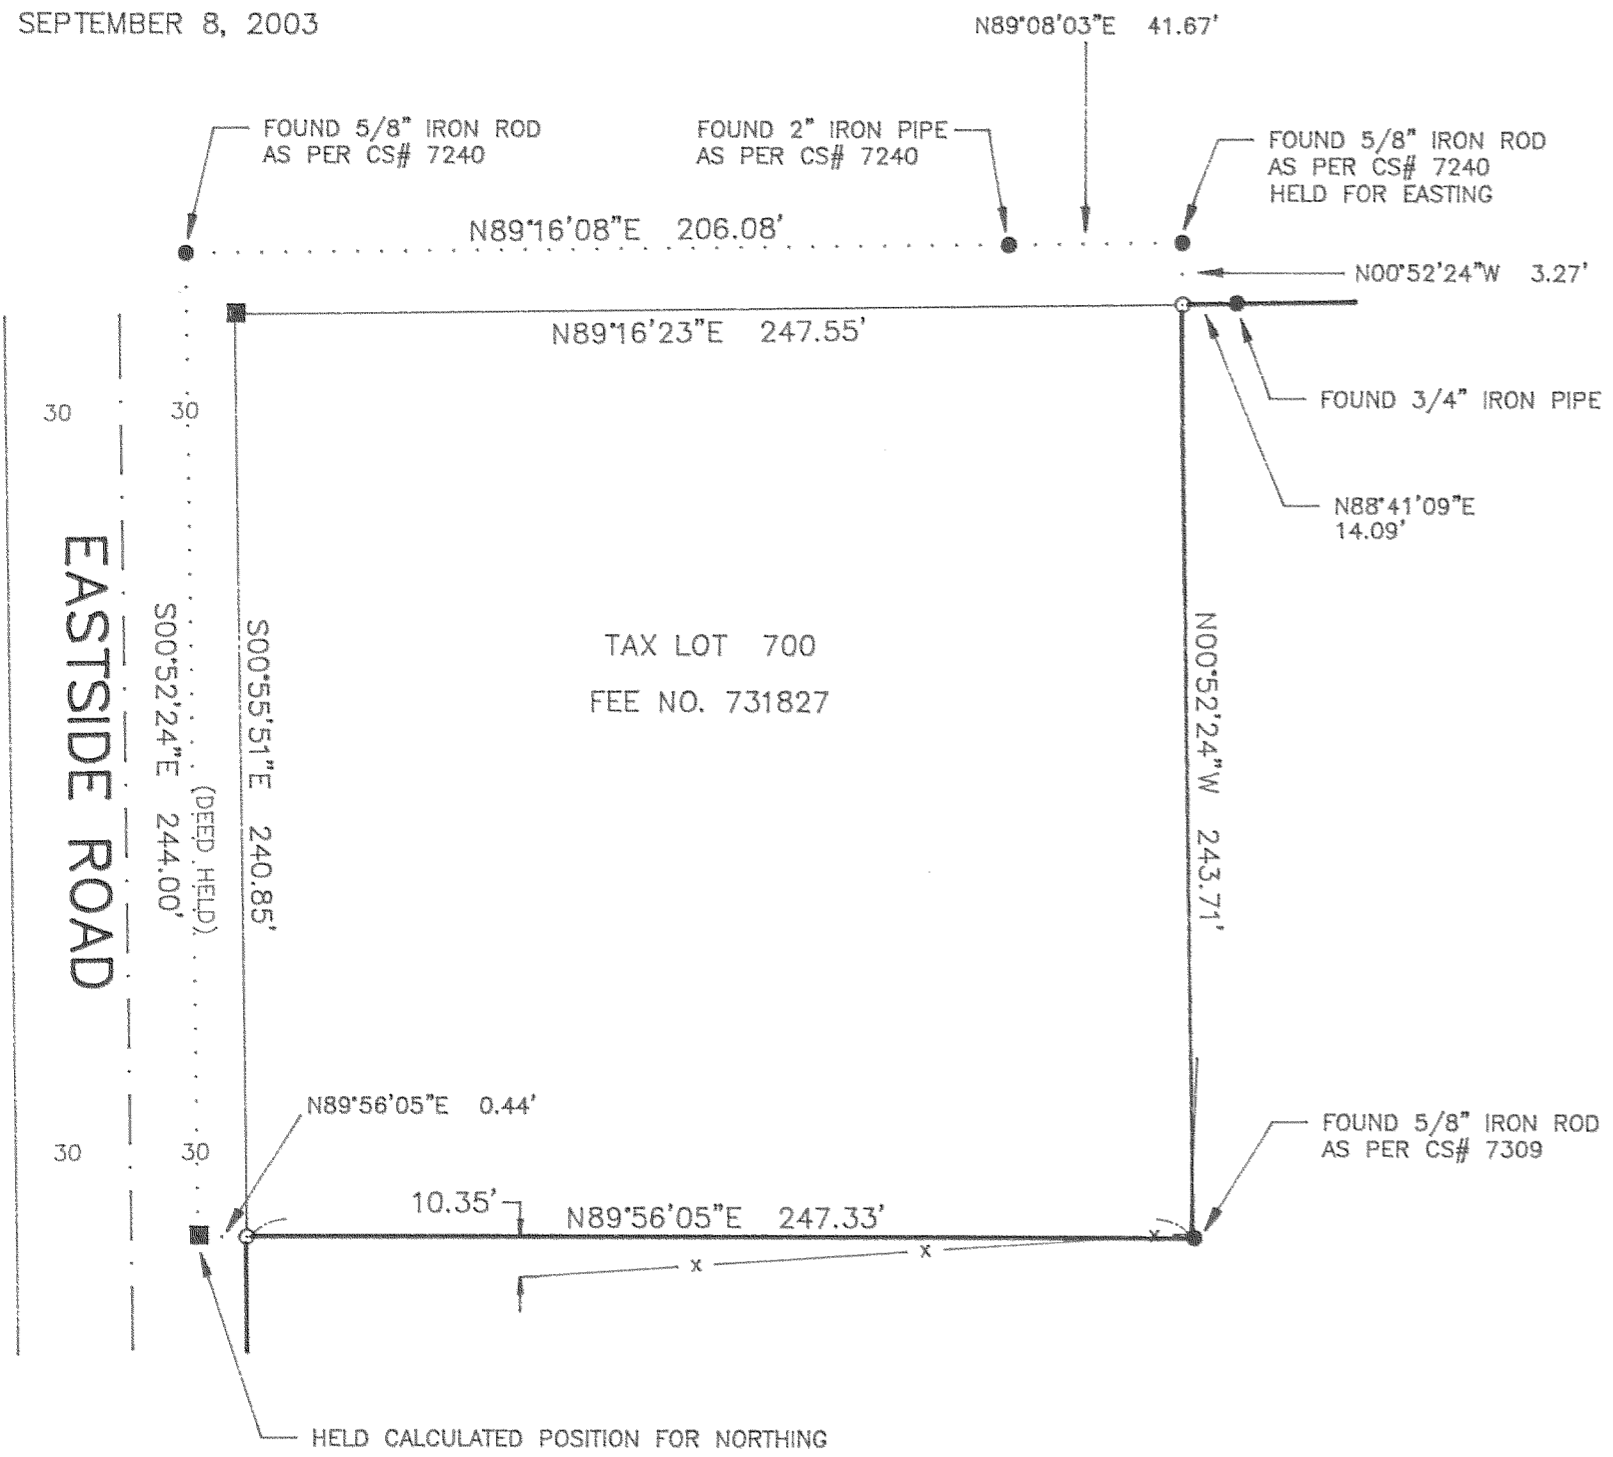 SEPTEMBER 8, 2003
N89°08'03"E 41.67'
FOUND 5/8" IRON ROD
AS PER CS# 7240
FOUND 2" IRON PIPE
AS PER CS# 7240
FOUND 5/8" IRON ROD
AS PER CS# 7240
HELD FOR EASTING
N89°16'08"E 206.08'
N00°52'24"W 3.27'
N89°16'23"E 247.55'
30
30
FOUND 3/4" IRON PIPE
N88°41'09"E
14.09'
EASTSIDE ROAD
S00°52'24"E 244.00'
(DEED HELD)
S00°55'51"E 240.85'
TAX LOT 700
FEE NO. 731827
N00°52'24"W 243.71'
N89°56'05"E 0.44'
30
30
FOUND 5/8" IRON ROD
AS PER CS# 7309
10.35'
N89°56'05"E 247.33'
x x x
HELD CALCULATED POSITION FOR NORTHING